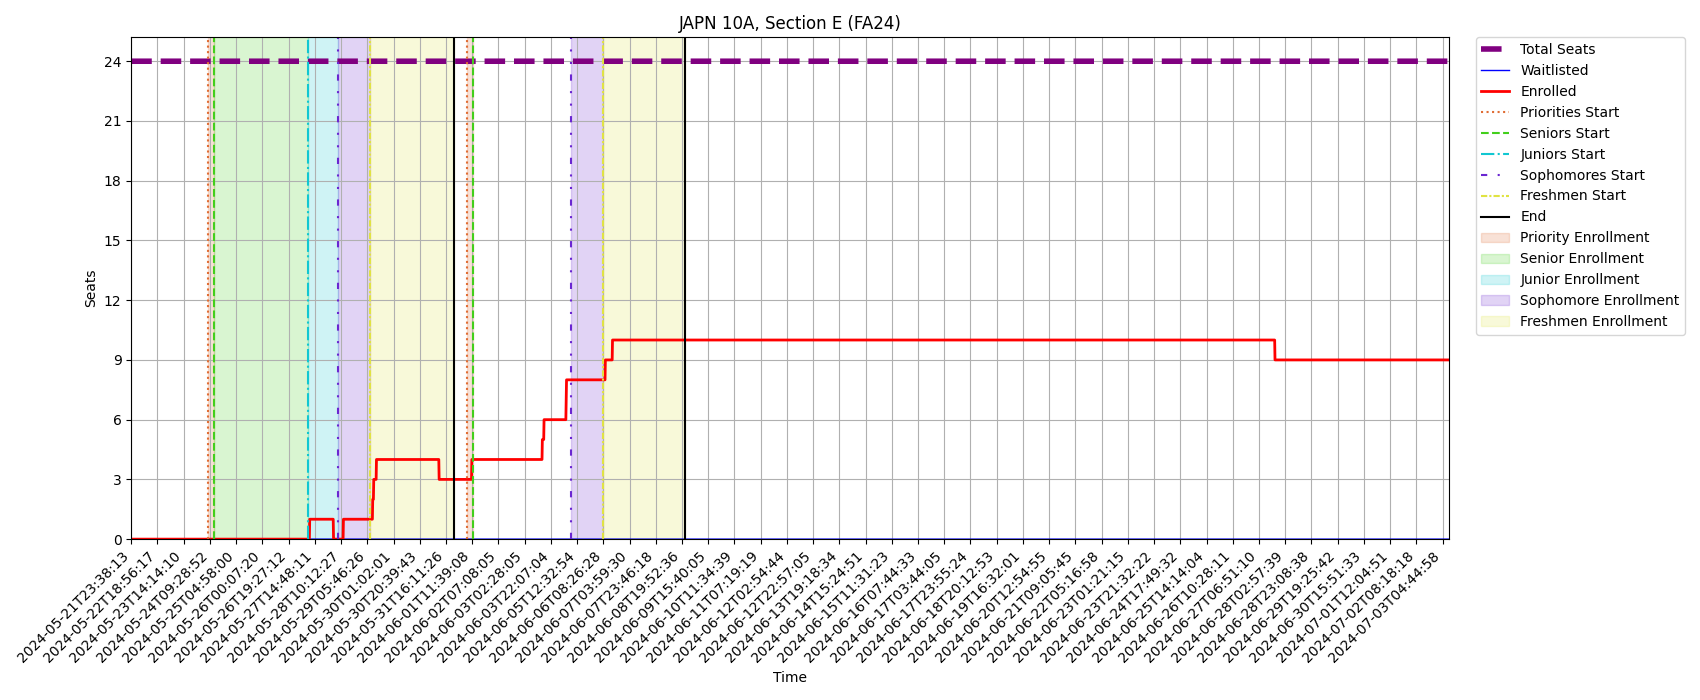 JAPN 10A, Section E (FA24)
Seats
24
21
18
15
12
9
6
3
0
2024-05-21T23:38:13
2024-05-22T18:56:17
2024-05-23T14:14:10
2024-05-24T09:28:52
2024-05-25T04:58:00
2024-05-26T00:07:20
2024-05-26T19:27:12
2024-05-27T14:48:11
2024-05-28T10:12:27
2024-05-29T05:46:26
2024-05-30T01:02:01
2024-05-30T20:39:43
2024-05-31T16:11:26
2024-06-01T11:39:08
2024-06-02T07:08:05
2024-06-03T02:28:05
2024-06-03T22:07:04
2024-06-05T12:32:54
2024-06-06T08:26:28
2024-06-07T03:59:30
2024-06-07T23:46:18
2024-06-08T19:52:36
2024-06-09T15:40:05
2024-06-10T11:34:39
2024-06-11T07:19:19
2024-06-12T02:54:44
2024-06-12T22:57:05
2024-06-13T19:18:34
2024-06-14T15:24:51
2024-06-15T11:31:23
2024-06-16T07:44:33
2024-06-17T03:44:05
2024-06-17T23:55:24
2024-06-18T20:12:53
2024-06-19T16:32:01
2024-06-20T12:54:55
2024-06-21T09:05:45
2024-06-22T05:16:58
2024-06-23T01:21:15
2024-06-23T21:32:22
2024-06-24T17:49:32
2024-06-25T14:14:04
2024-06-26T10:28:11
2024-06-27T06:51:10
2024-06-28T02:57:39
2024-06-28T23:08:38
2024-06-29T19:25:42
2024-06-30T15:51:33
2024-07-01T12:04:51
2024-07-02T08:18:18
2024-07-03T04:44:58
Time
Total Seats
Waitlisted
Enrolled
Priorities Start
Seniors Start
Juniors Start
Sophomores Start
Freshmen Start
End
Priority Enrollment
Senior Enrollment
Junior Enrollment
Sophomore Enrollment
Freshmen Enrollment